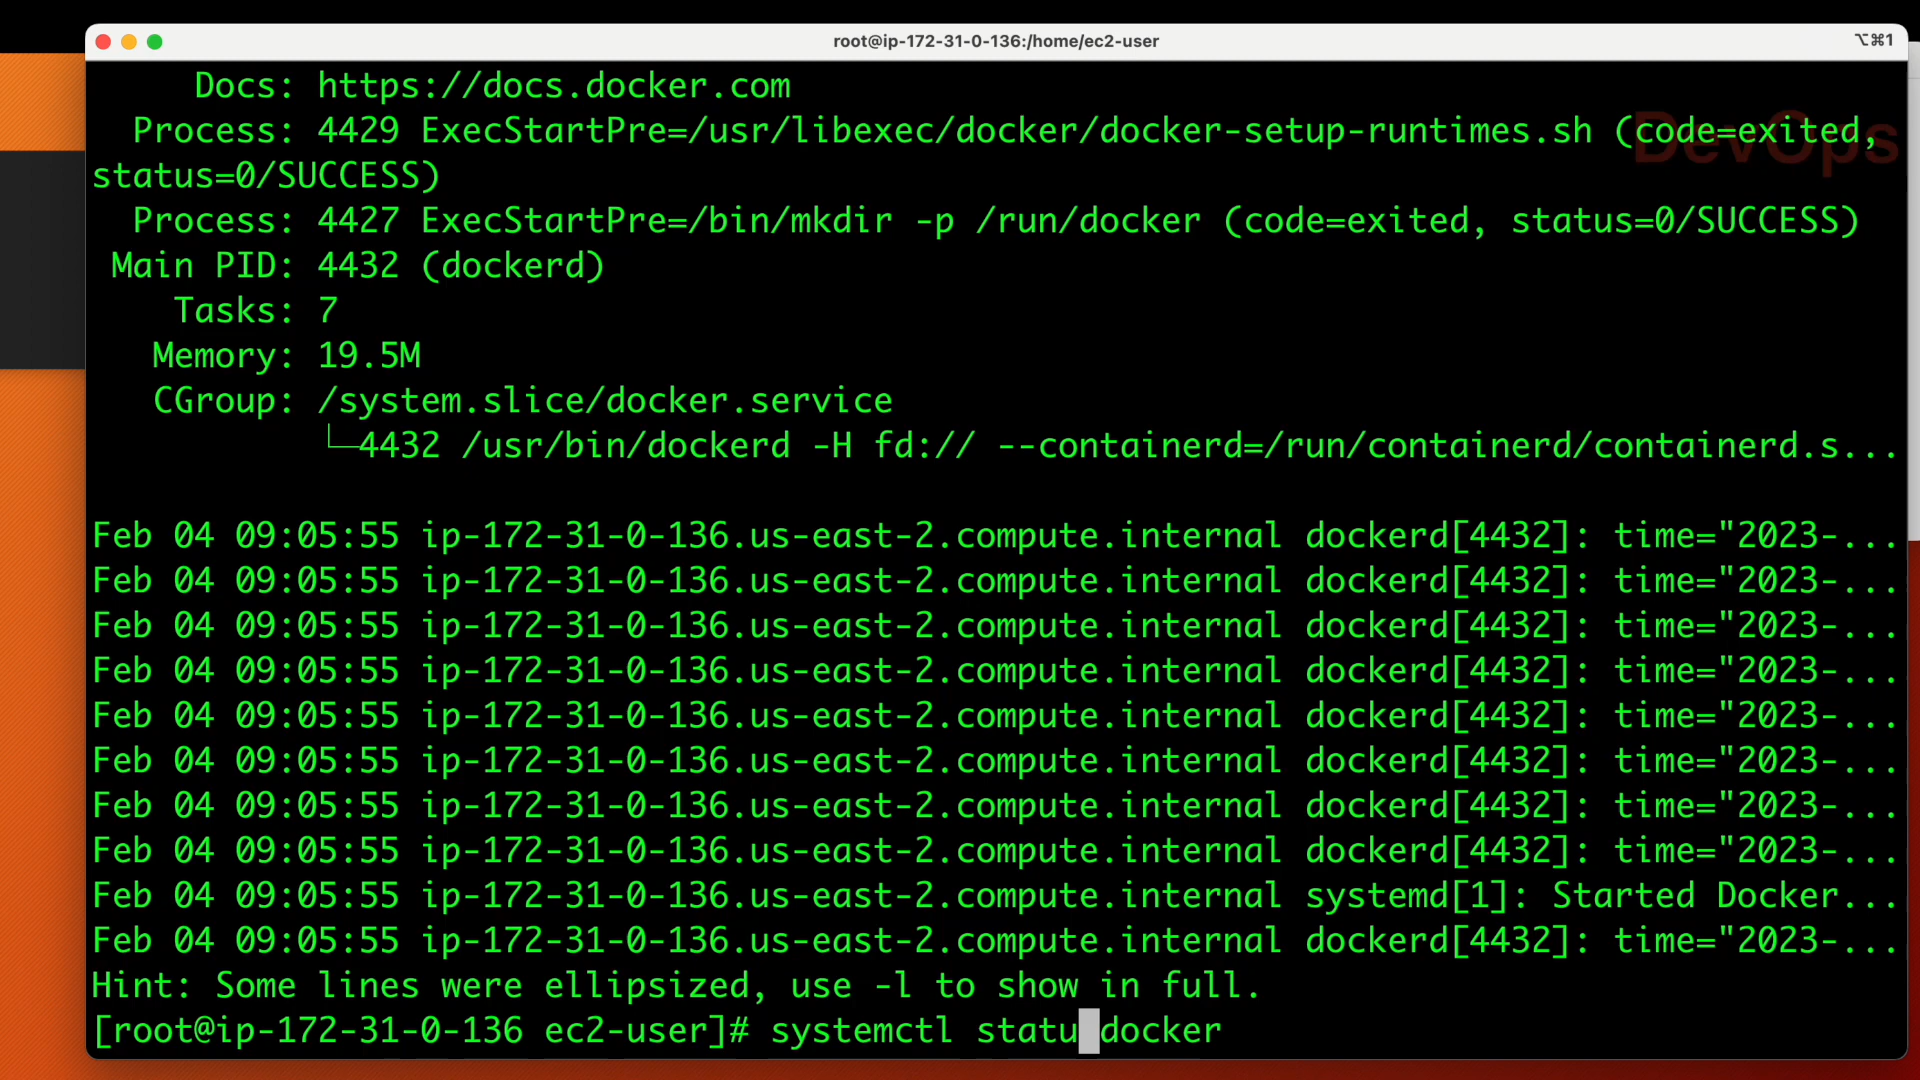 root@ip-172-31-0-136:/home/ec2-user
⌥⌘1
DevOps
Docs: https://docs.docker.com
Process: 4429 ExecStartPre=/usr/libexec/docker/docker-setup-runtimes.sh (code=exited,
status=0/SUCCESS)
Process: 4427 ExecStartPre=/bin/mkdir -p /run/docker (code=exited, status=0/SUCCESS)
Main PID: 4432 (dockerd)
Tasks: 7
Memory: 19.5M
CGroup: /system.slice/docker.service
└─4432 /usr/bin/dockerd -H fd:// --containerd=/run/containerd/containerd.s...
Feb 04 09:05:55 ip-172-31-0-136.us-east-2.compute.internal dockerd[4432]: time="2023-...
Feb 04 09:05:55 ip-172-31-0-136.us-east-2.compute.internal dockerd[4432]: time="2023-...
Feb 04 09:05:55 ip-172-31-0-136.us-east-2.compute.internal dockerd[4432]: time="2023-...
Feb 04 09:05:55 ip-172-31-0-136.us-east-2.compute.internal dockerd[4432]: time="2023-...
Feb 04 09:05:55 ip-172-31-0-136.us-east-2.compute.internal dockerd[4432]: time="2023-...
Feb 04 09:05:55 ip-172-31-0-136.us-east-2.compute.internal dockerd[4432]: time="2023-...
Feb 04 09:05:55 ip-172-31-0-136.us-east-2.compute.internal dockerd[4432]: time="2023-...
Feb 04 09:05:55 ip-172-31-0-136.us-east-2.compute.internal dockerd[4432]: time="2023-...
Feb 04 09:05:55 ip-172-31-0-136.us-east-2.compute.internal systemd[1]: Started Docker...
Feb 04 09:05:55 ip-172-31-0-136.us-east-2.compute.internal dockerd[4432]: time="2023-...
Hint: Some lines were ellipsized, use -l to show in full.
[root@ip-172-31-0-136 ec2-user]# systemctl statu docker